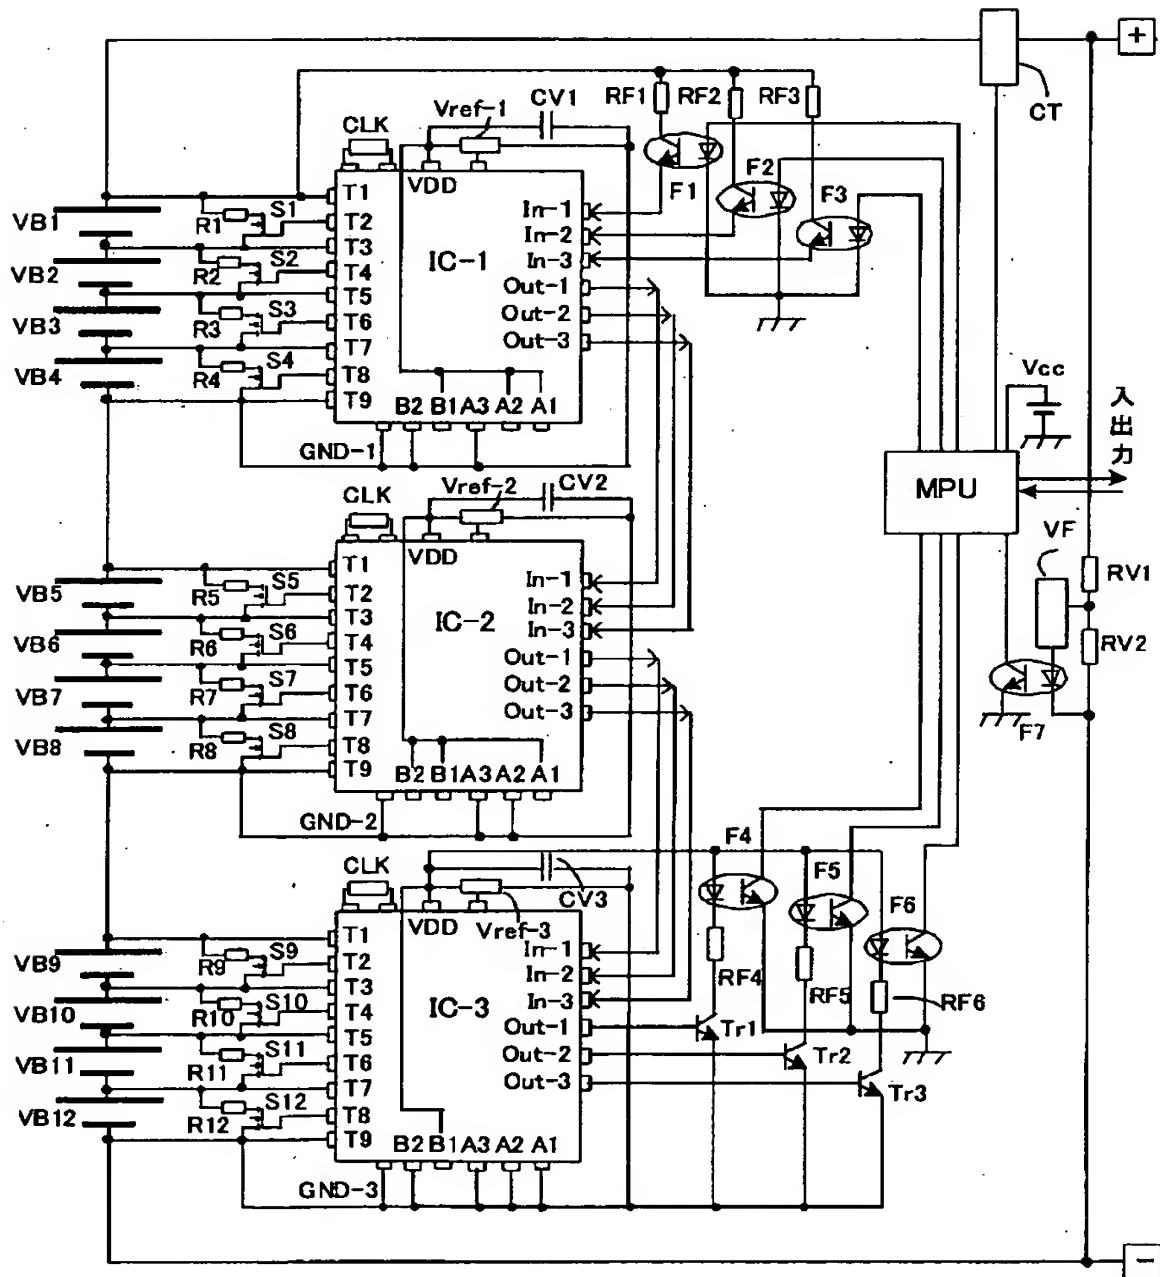 +
CT
RF1
RF2
RF3
CV1
Vref-1
CLK
VDD
F1
F2
F3
T1
T2
T3
T4
T5
T6
T7
T8
T9
IC-1
In-1
In-2
In-3
Out-1
Out-2
Out-3
B2 B1 A3 A2 A1
GND-1
VB1
VB2
VB3
VB4
R1
S1
R2
S2
R3
S3
R4
S4
Vcc
入出力
MPU
VF
RV1
RV2
F7
CLK
Vref-2
CV2
VDD
T1
T2
T3
T4
T5
T6
T7
T8
T9
IC-2
In-1
In-2
In-3
Out-1
Out-2
Out-3
B2 B1 A3 A2 A1
GND-2
VB5
VB6
VB7
VB8
R5
S5
R6
S6
R7
S7
R8
S8
CLK
VDD
CV3
Vref-3
F4
F5
F6
RF4
RF5
RF6
Tr1
Tr2
Tr3
T1
T2
T3
T4
T5
T6
T7
T8
T9
IC-3
In-1
In-2
In-3
Out-1
Out-2
Out-3
B2 B1 A3 A2 A1
GND-3
VB9
VB10
VB11
VB12
R9
S9
R10
S10
R11
S11
R12
S12
−